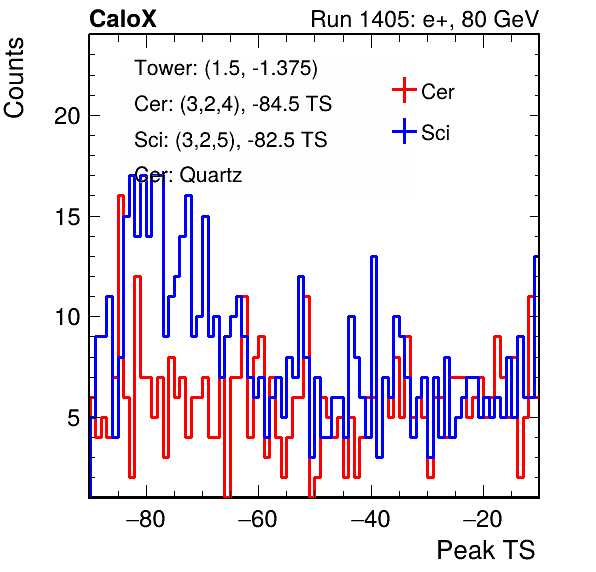 CaloX Run 1405: e+, 80 GeV
Counts
Tower: (1.5, -1.375)
Cer: (3,2,4), -84.5 TS
Sci: (3,2,5), -82.5 TS
Cer: Quartz
Cer
Sci
20
15
10
5
−80 −60 −40 −20
Peak TS